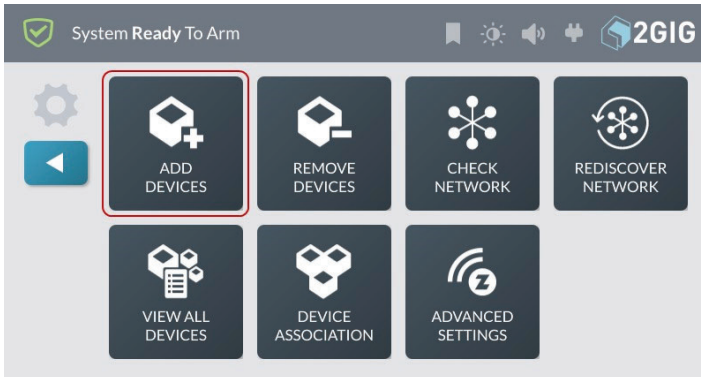 System Ready To Arm
2GIG
ADD
DEVICES
REMOVE
DEVICES
CHECK
NETWORK
REDISCOVER
NETWORK
VIEW ALL
DEVICES
DEVICE
ASSOCIATION
Z
ADVANCED
SETTINGS